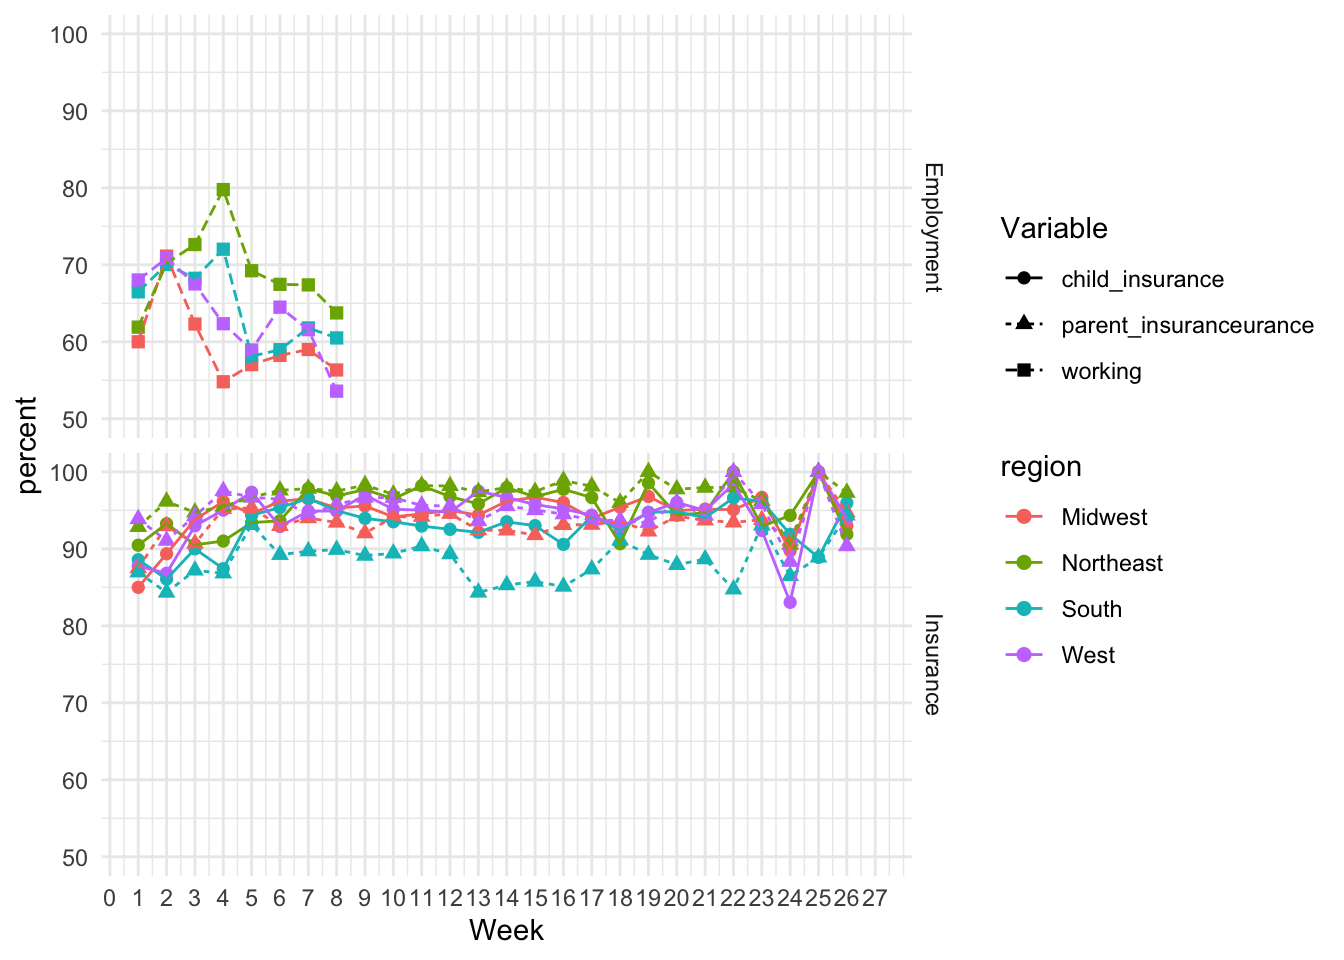 100
90
80
70
60
50
Employment
100
90
80
70
60
50
Insurance
percent
0 1 2 3 4 5 6 7 8 9 10 11 12 13 14 15 16 17 18 19 20 21 22 23 24 25 26 27
Week
Variable
child_insurance
parent_insuranceurance
working
region
Midwest
Northeast
South
West